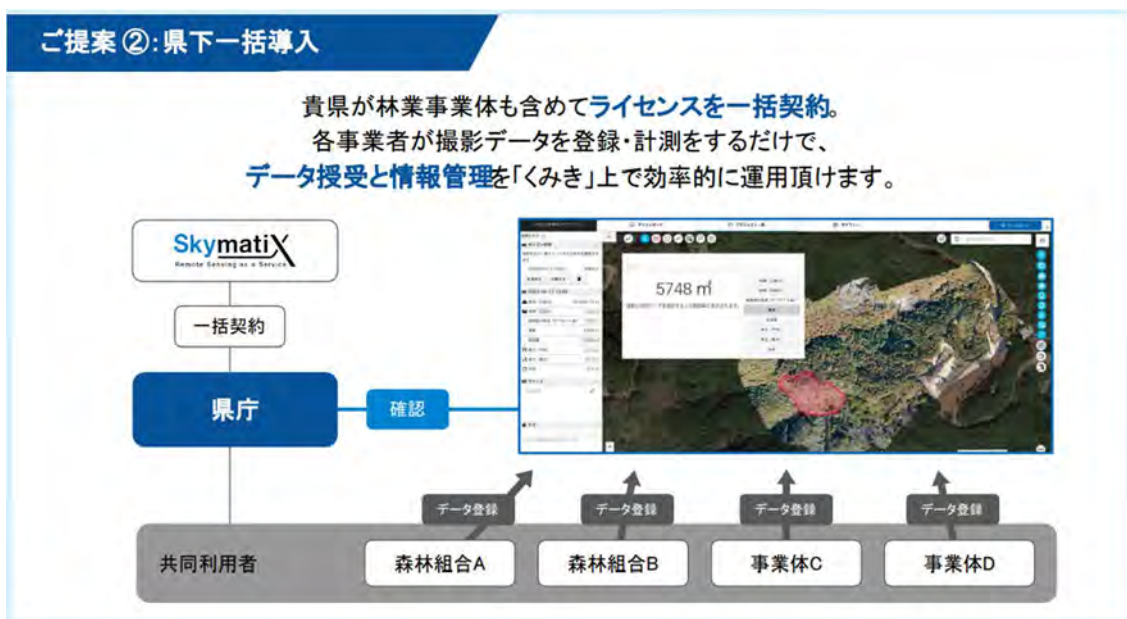 ご提案②:県下一括導入
貴県が林業事業体も含めてライセンスを一括契約。
各事業者が撮影データを登録・計測をするだけで、
データ授受と情報管理を「くみき」上で効率的に運用頂けます。
SkymatiX
Remote Sensing as a Service
一括契約
県庁
確認
5748 ㎡
データ登録
データ登録
データ登録
データ登録
共同利用者
森林組合A
森林組合B
事業体C
事業体D